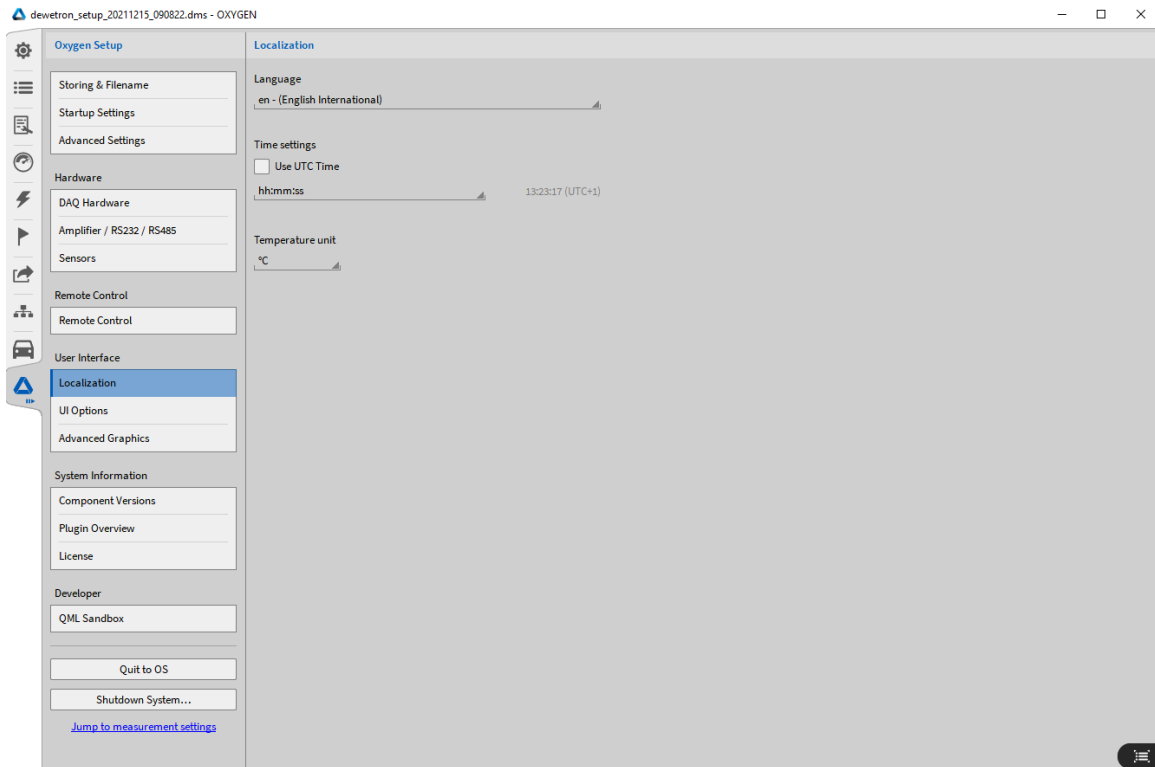 dewetron_setup_20211215_090822.dms - OXYGEN
Oxygen Setup
Storing & Filename
Startup Settings
Advanced Settings
Hardware
DAQ Hardware
Amplifier / RS232 / RS485
Sensors
Remote Control
Remote Control
User Interface
Localization
UI Options
Advanced Graphics
System Information
Component Versions
Plugin Overview
License
Developer
QML Sandbox
Quit to OS
Shutdown System...
Jump to measurement settings
Localization
Language
en - (English International)
Time settings
Use UTC Time
hh:mm:ss
13:23:17 (UTC+1)
Temperature unit
°C